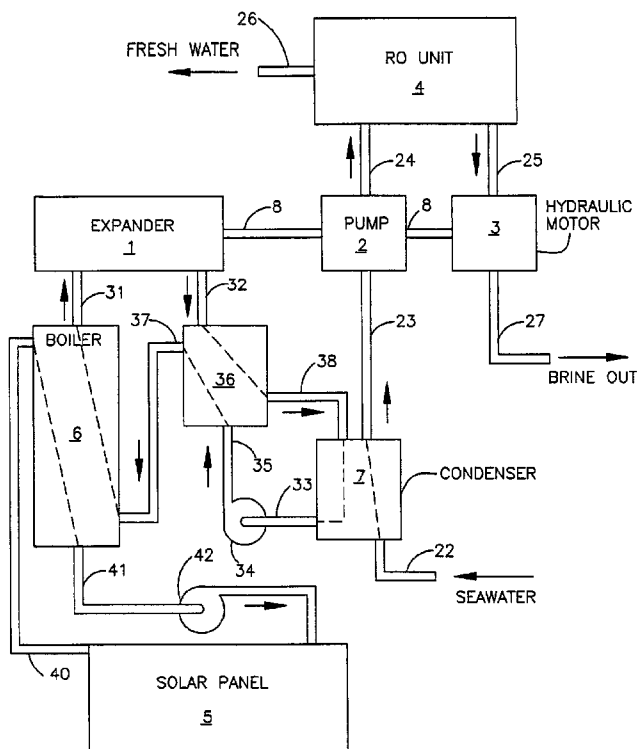 26
FRESH WATER
RO UNIT
4
24
25
EXPANDER
1
8
PUMP
2
8
3
HYDRAULIC
MOTOR
31
32
23
27
BRINE OUT
BOILER
37
36
38
6
35
7
CONDENSER
33
34
22
SEAWATER
41
42
40
SOLAR PANEL
5